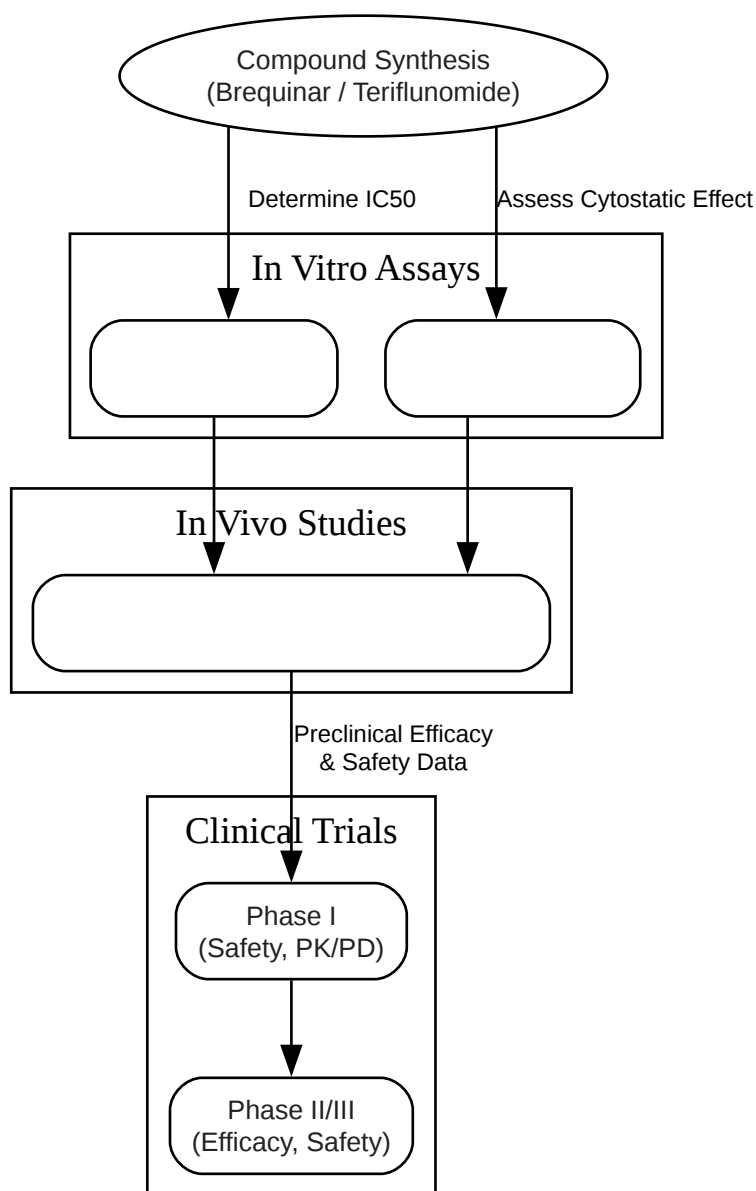 Compound Synthesis
(Brequinar / Teriflunomide)
Determine IC50
Assess Cytostatic Effect
In Vitro Assays
In Vivo Studies
Preclinical Efficacy
& Safety Data
Clinical Trials
Phase I
(Safety, PK/PD)
Phase II/III
(Efficacy, Safety)